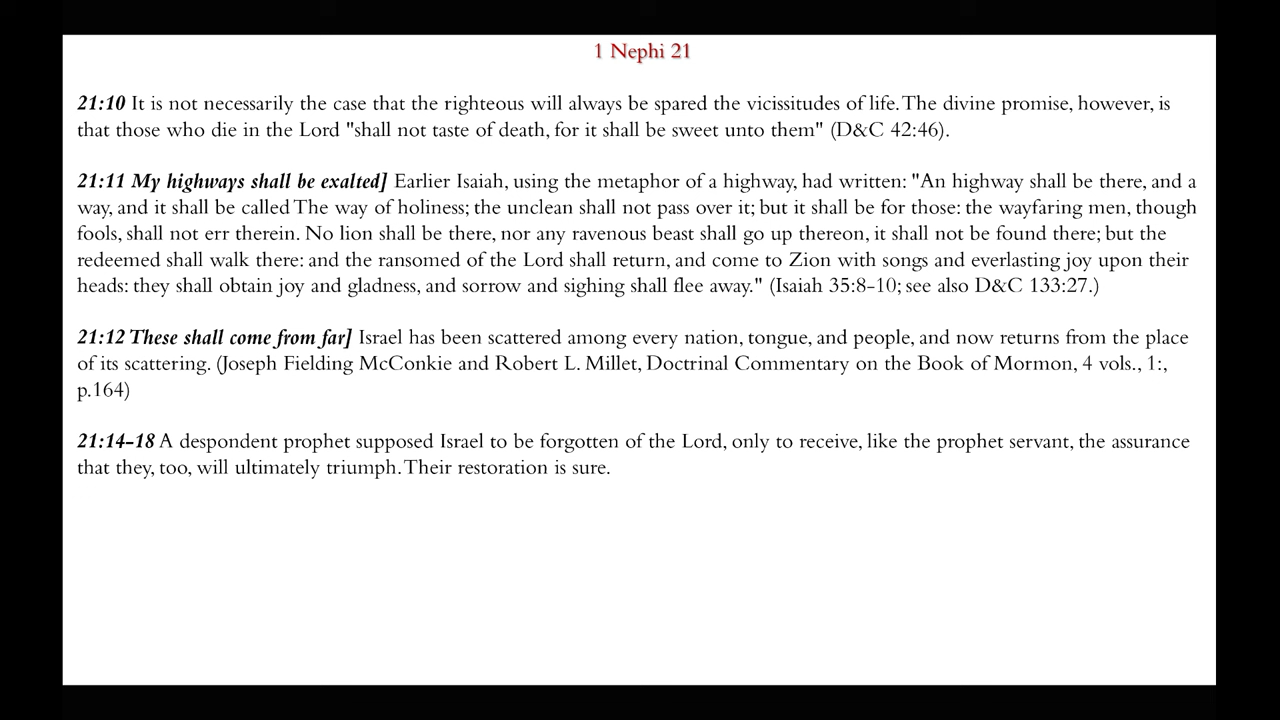 1 Nephi 21
21:10 It is not necessarily the case that the righteous will always be spared the vicissitudes of life. The divine promise, however, is
that those who die in the Lord "shall not taste of death, for it shall be sweet unto them" (D&C 42:46).
21:11 My highways shall be exalted] Earlier Isaiah, using the metaphor of a highway, had written: "An highway shall be there, and a
way, and it shall be called The way of holiness; the unclean shall not pass over it; but it shall be for those: the wayfaring men, though
fools, shall not err therein. No lion shall be there, nor any ravenous beast shall go up thereon, it shall not be found there; but the
redeemed shall walk there: and the ransomed of the Lord shall return, and come to Zion with songs and everlasting joy upon their
heads: they shall obtain joy and gladness, and sorrow and sighing shall flee away." (Isaiah 35:8-10; see also D&C 133:27.)
21:12 These shall come from far] Israel has been scattered among every nation, tongue, and people, and now returns from the place
of its scattering. (Joseph Fielding McConkie and Robert L. Millet, Doctrinal Commentary on the Book of Mormon, 4 vols., 1:,
p.164)
21:14-18 A despondent prophet supposed Israel to be forgotten of the Lord, only to receive, like the prophet servant, the assurance
that they, too, will ultimately triumph. Their restoration is sure.